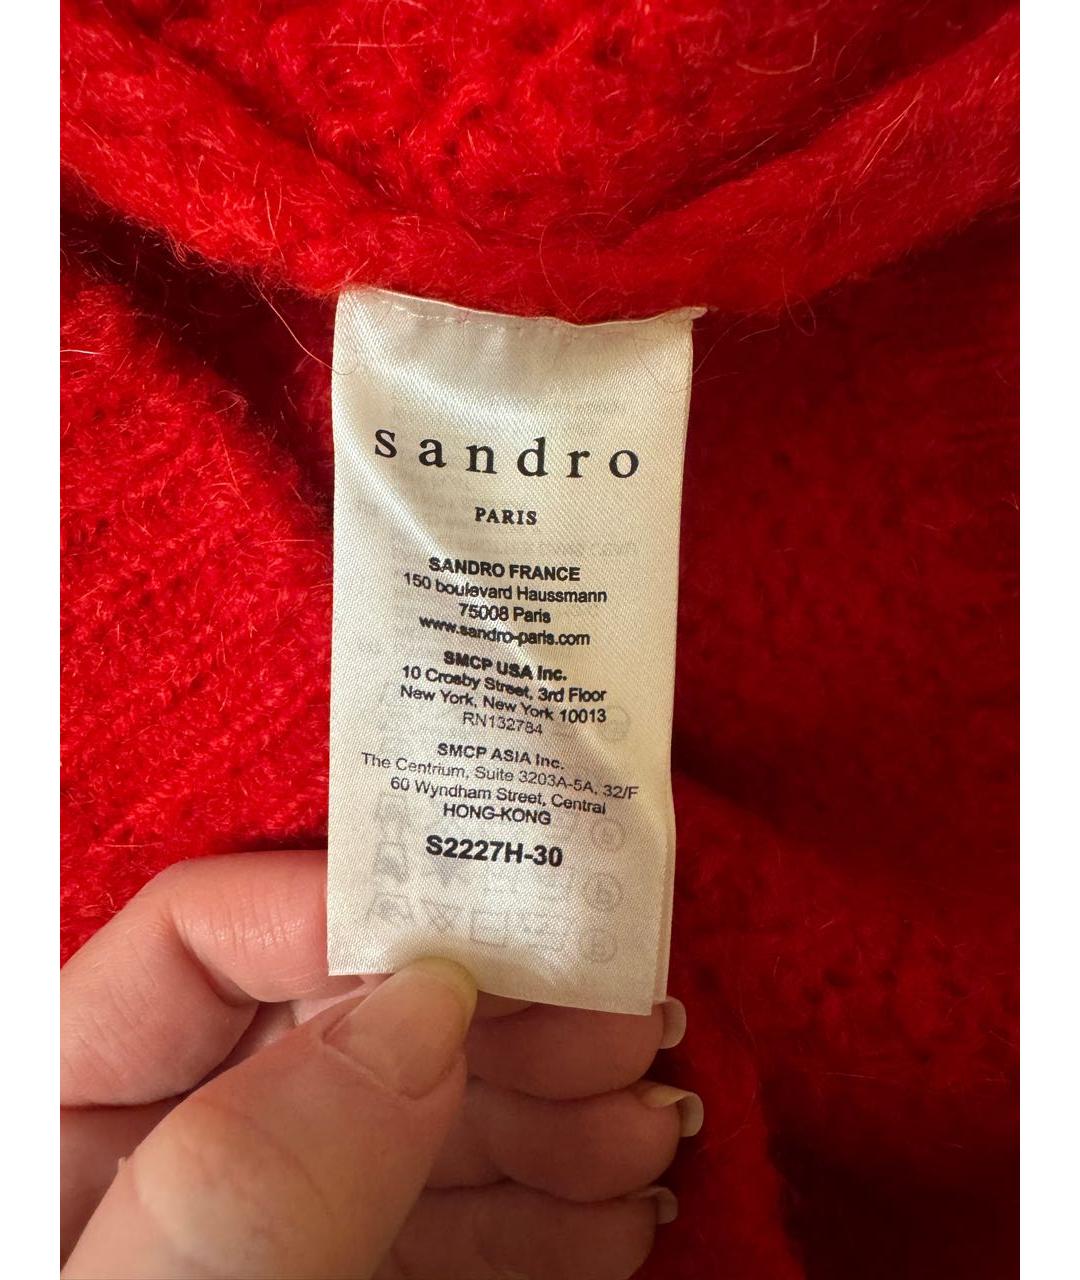 sandro
PARIS
SANDRO FRANCE
150 boulevard Haussmann
75008 Paris
www.sandro-paris.com
SMCP USA Inc.
10 Crosby Street, 3rd Floor
New York, New York 10013
RN132784
SMCP ASIA Inc.
The Centrium, Suite 3203A-5A, 32/F
60 Wyndham Street, Central
HONG-KONG
S2227H-30